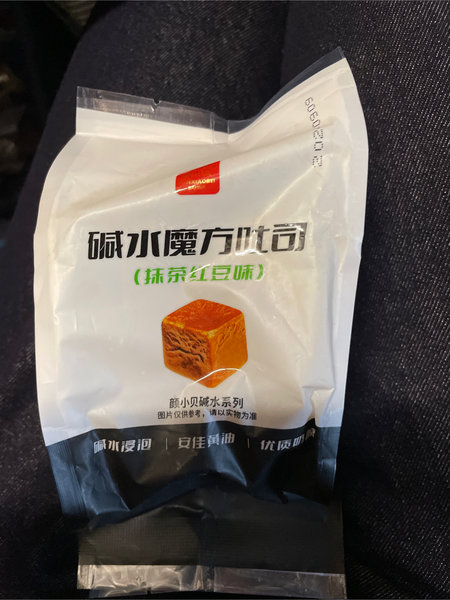 碱水魔方吐司
(抹茶红豆味)
颜小贝碱水系列
图片仅供参考，请以实物为准
碱水浸泡 | 安佳黄油 | 优质